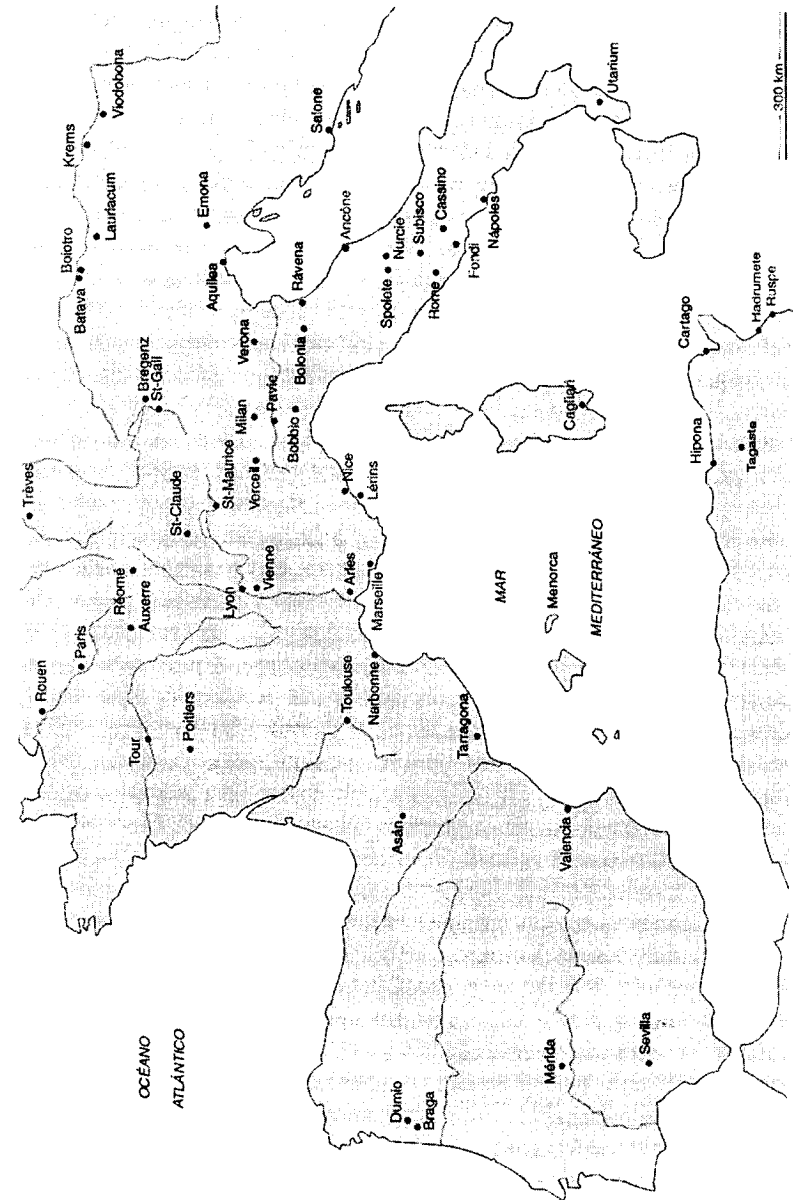 OCÉANO
ATLÁNTICO
Rouen
Paris
Trèves
Réomé
Auxerre
Tour
Poitiers
St-Claude
St-Maurice
Lyon
Vienne
Bregenz
St-Gall
Batava
Boiotro
Lauriacum
Krems
Viodobona
Emona
Aquilea
Verona
Milan
Verceil
Pavie
Bobbio
Bolonia
Rávena
Salone
Ancône
Nice
Lérins
Arles
Marseille
Toulouse
Narbonne
Tarragona
Asán
Dumio
Braga
Mérida
Sevilla
Valencia
Spolete
Nurcie
Subisco
Rome
Cassino
Fondi
Nápoles
Utarium
Cagliari
MAR
MEDITERRÁNEO
Menorca
Hipona
Tagaste
Cartago
Hadrumete
Ruspe
300 km